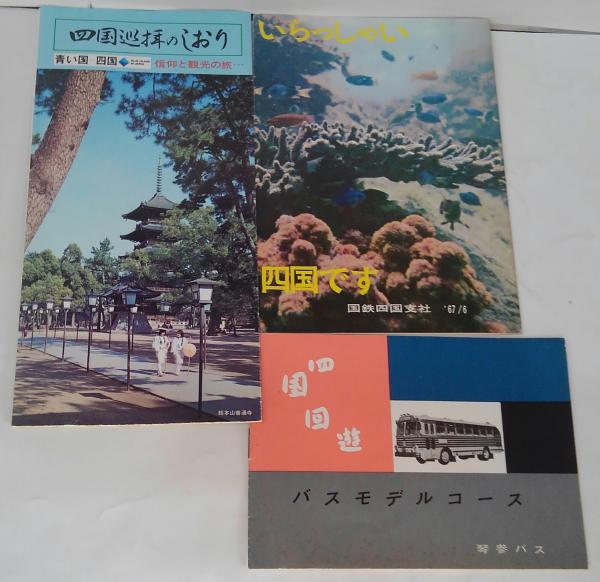 四国巡拝のしおり
青い国 四国
信仰と観光の旅…
総本山善通寺
いらっしゃい
四国です
国鉄四国支社 '67/6
四国回遊
バスモデルコース
琴参バス